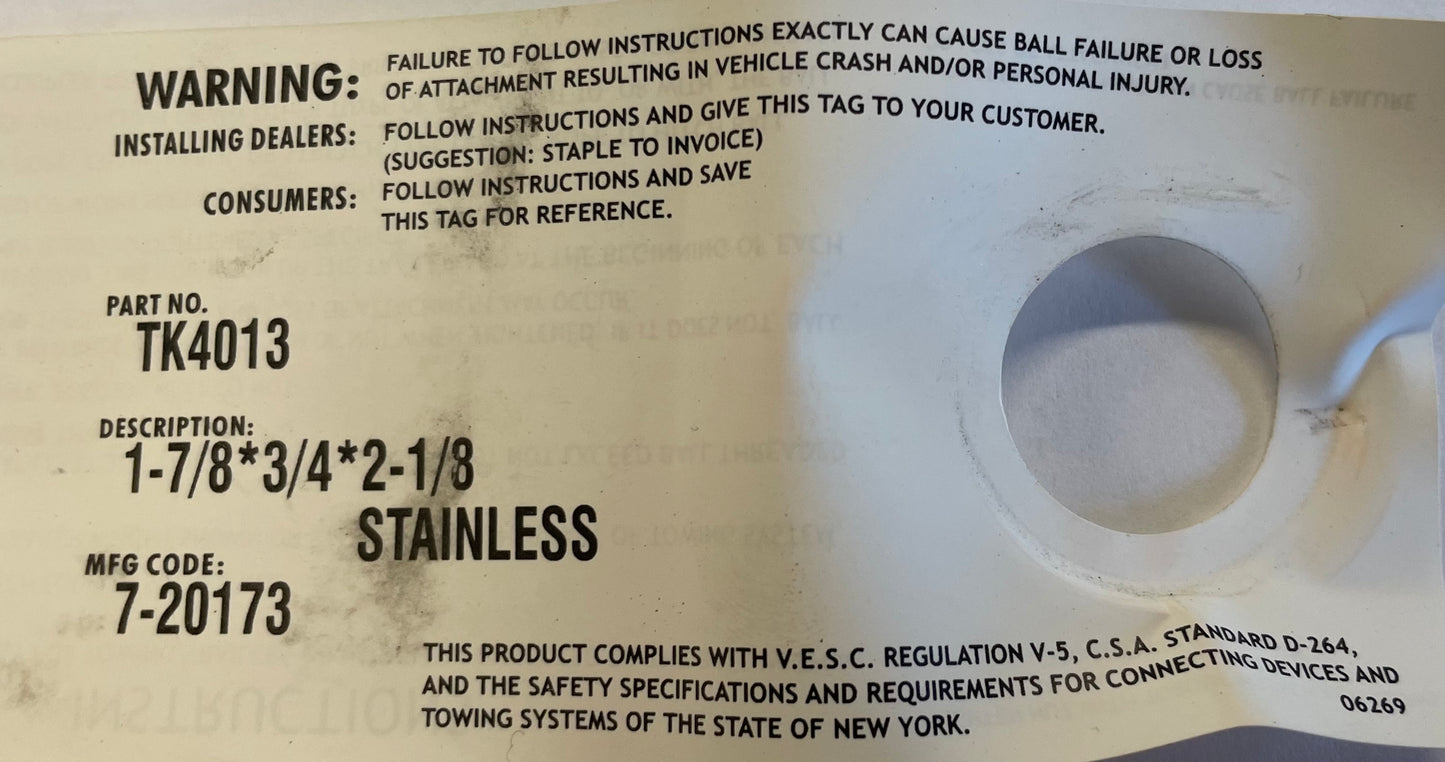 WARNING: FAILURE TO FOLLOW INSTRUCTIONS EXACTLY CAN CAUSE BALL FAILURE OR LOSS
OF ATTACHMENT RESULTING IN VEHICLE CRASH AND/OR PERSONAL INJURY.
INSTALLING DEALERS: FOLLOW INSTRUCTIONS AND GIVE THIS TAG TO YOUR CUSTOMER.
(SUGGESTION: STAPLE TO INVOICE)
CONSUMERS: FOLLOW INSTRUCTIONS AND SAVE
THIS TAG FOR REFERENCE.
PART NO.
TK4013
DESCRIPTION:
1-7/8*3/4*2-1/8
STAINLESS
MFG CODE:
7-20173
THIS PRODUCT COMPLIES WITH V.E.S.C. REGULATION V-5, C.S.A. STANDARD D-264,
AND THE SAFETY SPECIFICATIONS AND REQUIREMENTS FOR CONNECTING DEVICES AND
TOWING SYSTEMS OF THE STATE OF NEW YORK.
06269